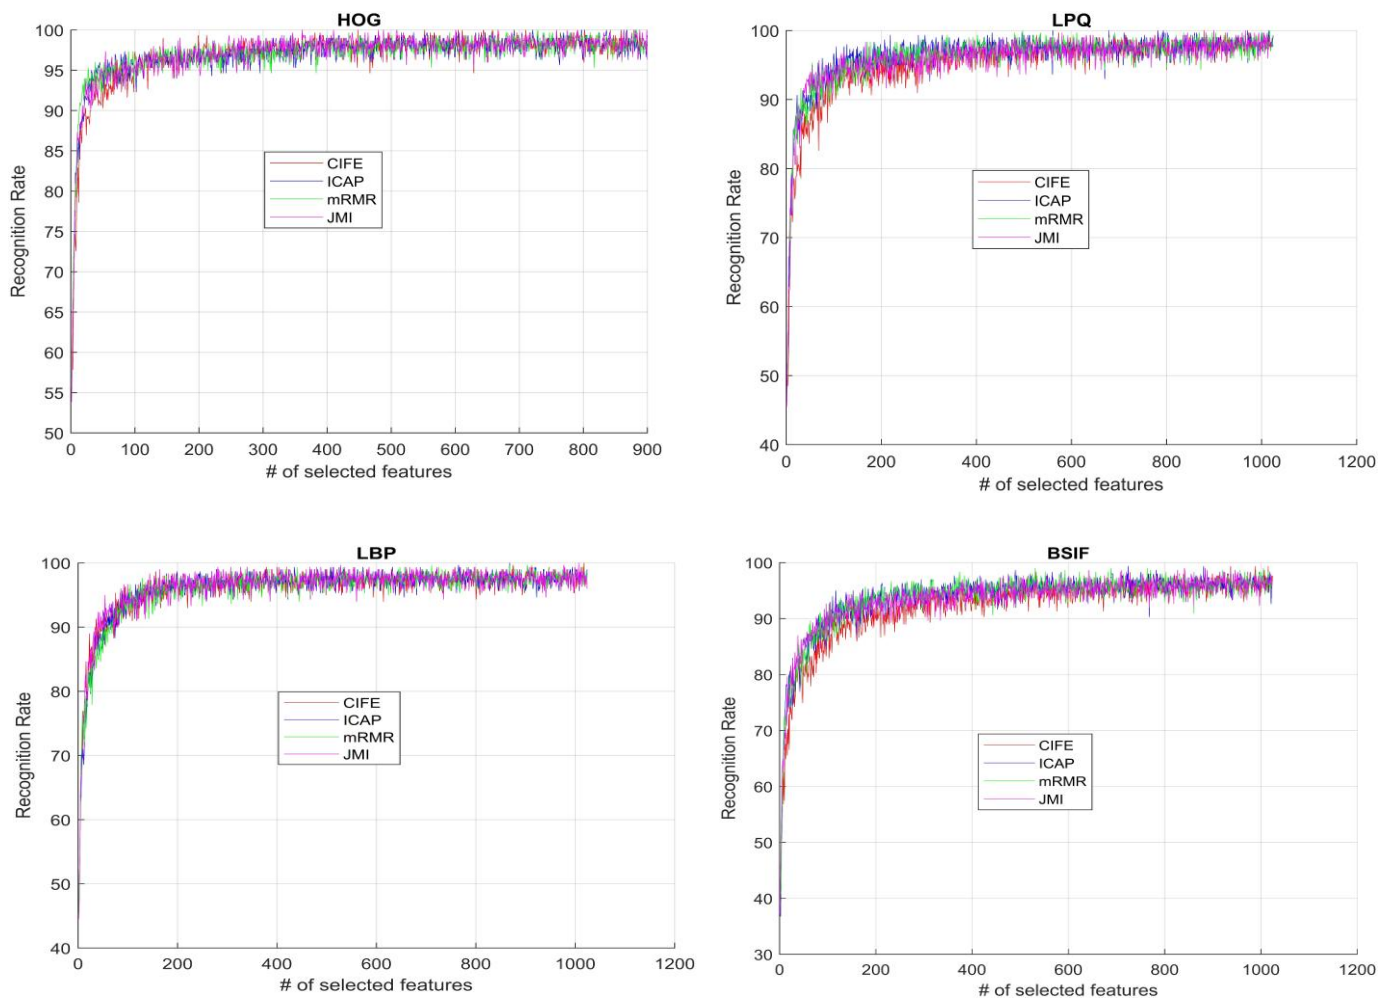 HOG
100
95
90
85
80
75
70
65
60
55
50
Recognition Rate
CIFE
ICAP
mRMR
JMI
0 100 200 300 400 500 600 700 800 900
# of selected features
LPQ
100
90
80
70
60
50
40
Recognition Rate
CIFE
ICAP
mRMR
JMI
0 200 400 600 800 1000 1200
# of selected features
LBP
100
90
80
70
60
50
40
Recognition Rate
CIFE
ICAP
mRMR
JMI
0 200 400 600 800 1000 1200
# of selected features
BSIF
100
90
80
70
60
50
40
30
Recognition Rate
CIFE
ICAP
mRMR
JMI
0 200 400 600 800 1000 1200
# of selected features